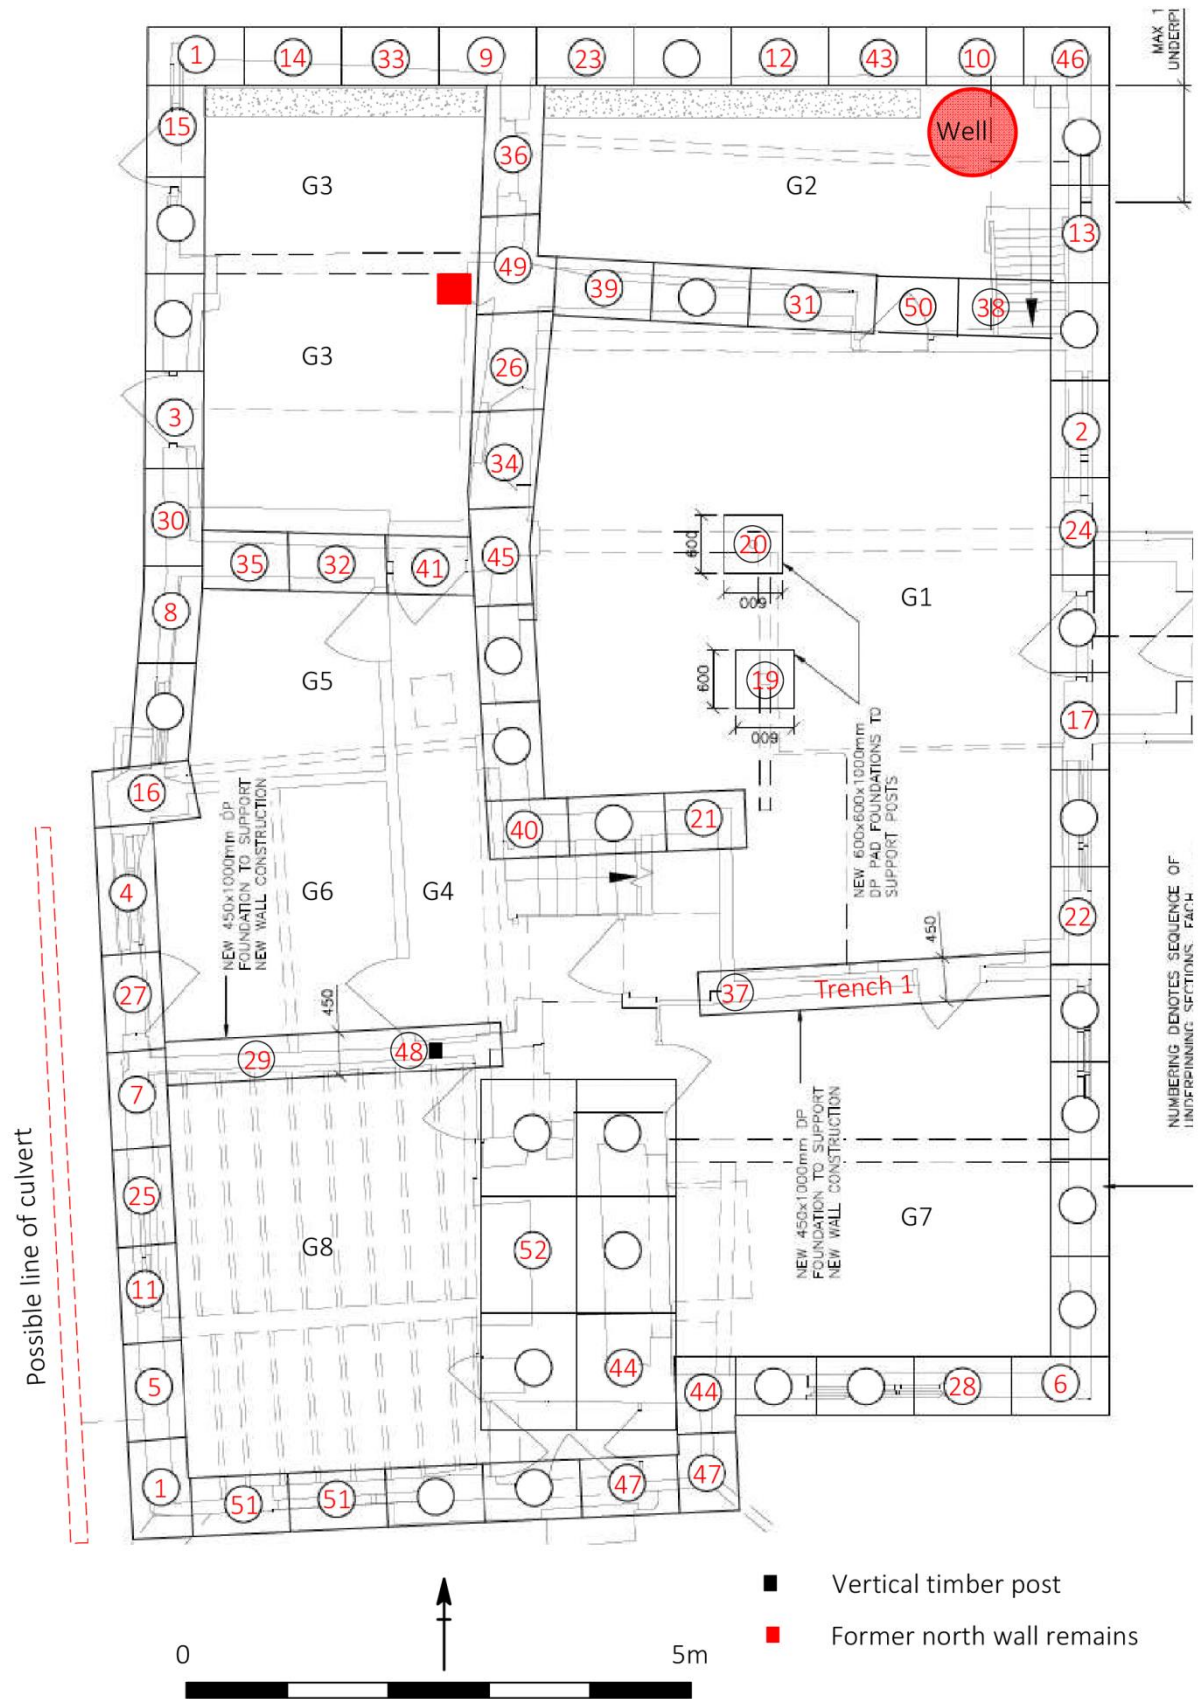 MAX 1
UNDERPI
1 14 33 9 23 12 43 10 46
15
36
Well
G3
G2
13
49
39
31
50
38
G3
26
3
2
34
30
20
24
600
600
35
32
41
45
G1
8
G5
19
600
600
17
16
NEW 450x1000mm DP
FOUNDATION TO SUPPORT
NEW WALL CONSTRUCTION
NEW 600x600x1000mm
DP PAD FOUNDATIONS TO
SUPPORT POSTS
40
21
4
G6
G4
22
NUMBERING DENOTES SEQUENCE OF
UNDERPINNING SECTIONS. EACH
450
27
37
Trench 1
450
29
48
7
NEW 450x1000mm DP
FOUNDATION TO SUPPORT
NEW WALL CONSTRUCTION
Possible line of culvert
25
G8
52
G7
11
5
44
44
28
6
1
51
51
47
47
Vertical timber post
Former north wall remains
0
5m